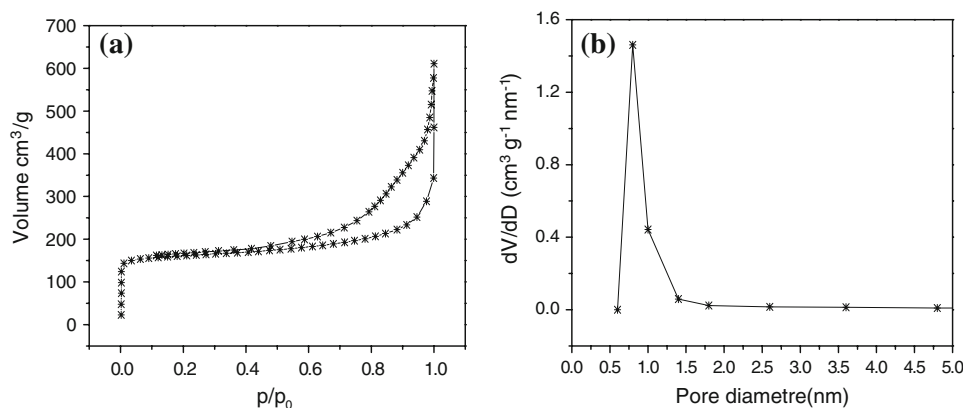 (a)
Volume cm³/g
700
600
500
400
300
200
150
0
0.0 0.2 0.4 0.6 0.8 1.0
p/p₀
(b)
dV/dD (cm³ g⁻¹ nm⁻¹)
1.6
1.2
0.8
0.4
0.0
0.0 0.5 1.0 1.5 2.0 2.5 3.0 3.5 4.0 4.5 5.0
Pore diametre(nm)